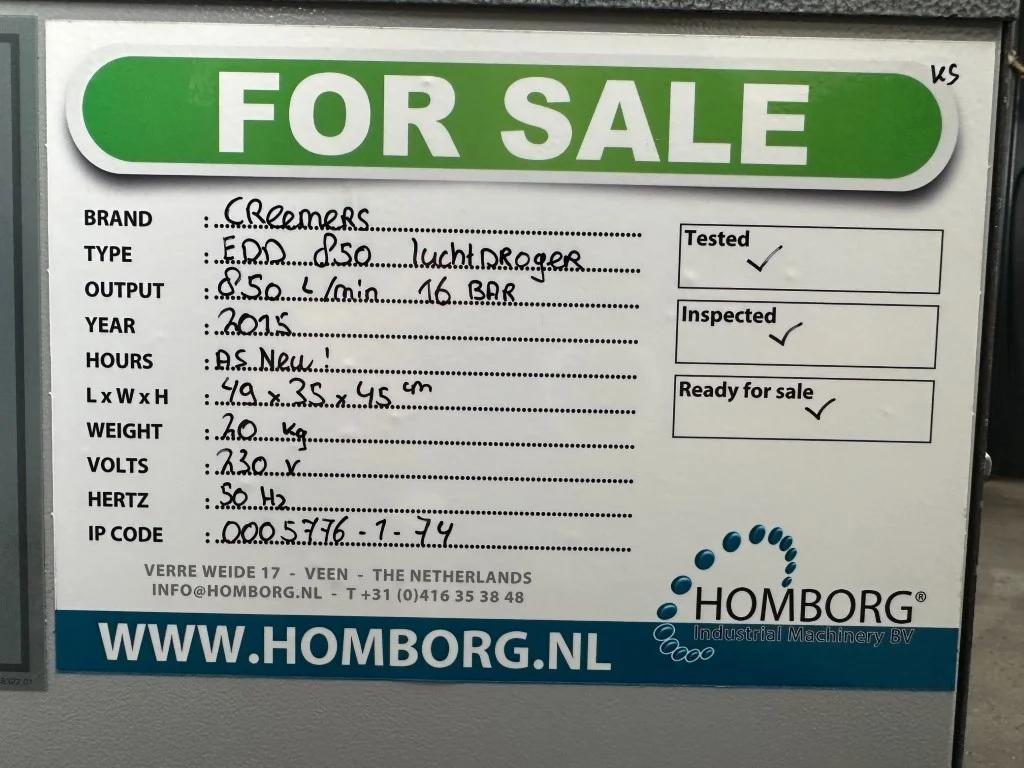 FOR SALE
KS
BRAND : CReemeRS
TYPE : EDD 850 luchtDRogeR
OUTPUT : 850 L/min 16 BAR
YEAR : 2015
HOURS : AS New!
L x W x H : 49 x 35 x 45 cm
WEIGHT : 20 kg
VOLTS : 230 v
HERTZ : 50 Hz
IP CODE : 0005776-1-74
Tested ✓
Inspected ✓
Ready for sale ✓
VERRE WEIDE 17 - VEEN - THE NETHERLANDS
INFO@HOMBORG.NL - T +31 (0)416 35 38 48
HOMBORG®
Industrial Machinery BV
WWW.HOMBORG.NL